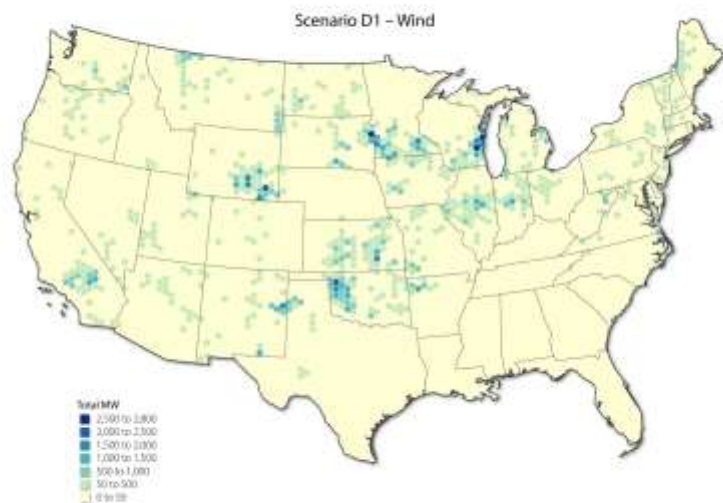 Scenario D1 – Wind
Total MW
2,500 to 2,800
2,000 to 2,500
1,500 to 2,000
1,000 to 1,500
500 to 1,000
50 to 500
0 to 50